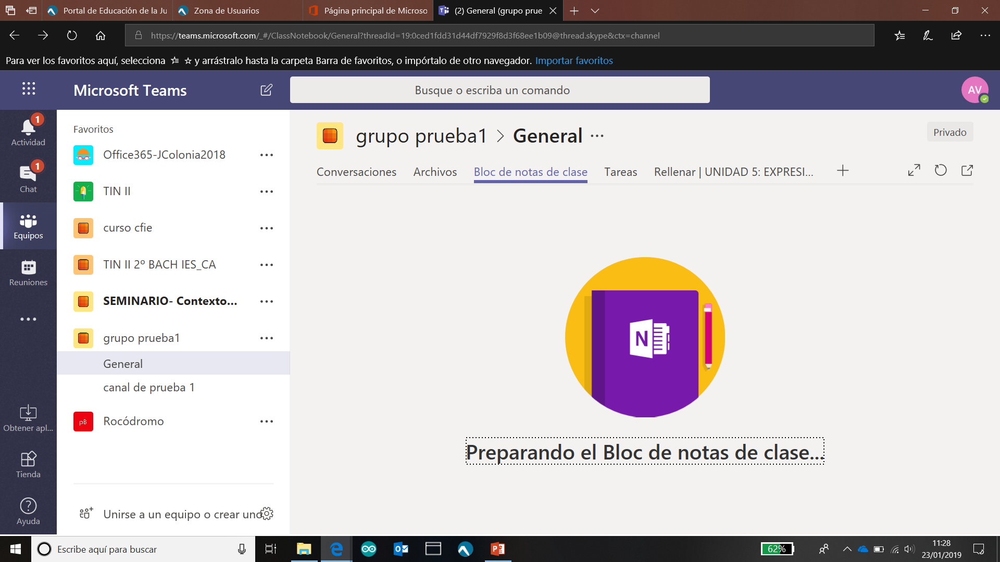 Portal de Educación de la Ju
Zona de Usuarios
Página principal de Microso
(2) General (grupo prue
https://teams.microsoft.com/_#/ClassNotebook/General?threadId=19:0ced1fdd31d44df7929f8d3f68ee1b09@thread.skype&ctx=channel
Para ver los favoritos aquí, selecciona y arrástralo hasta la carpeta Barra de favoritos, o impórtalo de otro navegador. Importar favoritos
Microsoft Teams
Busque o escriba un comando
AV
1
Actividad
1
Chat
Equipos
Reuniones
Obtener apl...
Tienda
Ayuda
Favoritos
Office365-JColonia2018
TIN II
curso cfie
TIN II 2º BACH IES_CA
SEMINARIO- Contexto...
grupo prueba1
General
canal de prueba 1
pB
Rocódromo
Unirse a un equipo o crear uno
grupo prueba1 > General ...
Privado
Conversaciones
Archivos
Bloc de notas de clase
Tareas
Rellenar | UNIDAD 5: EXPRESI...
N
Preparando el Bloc de notas de clase...
Escribe aquí para buscar
62%
11:28
23/01/2019